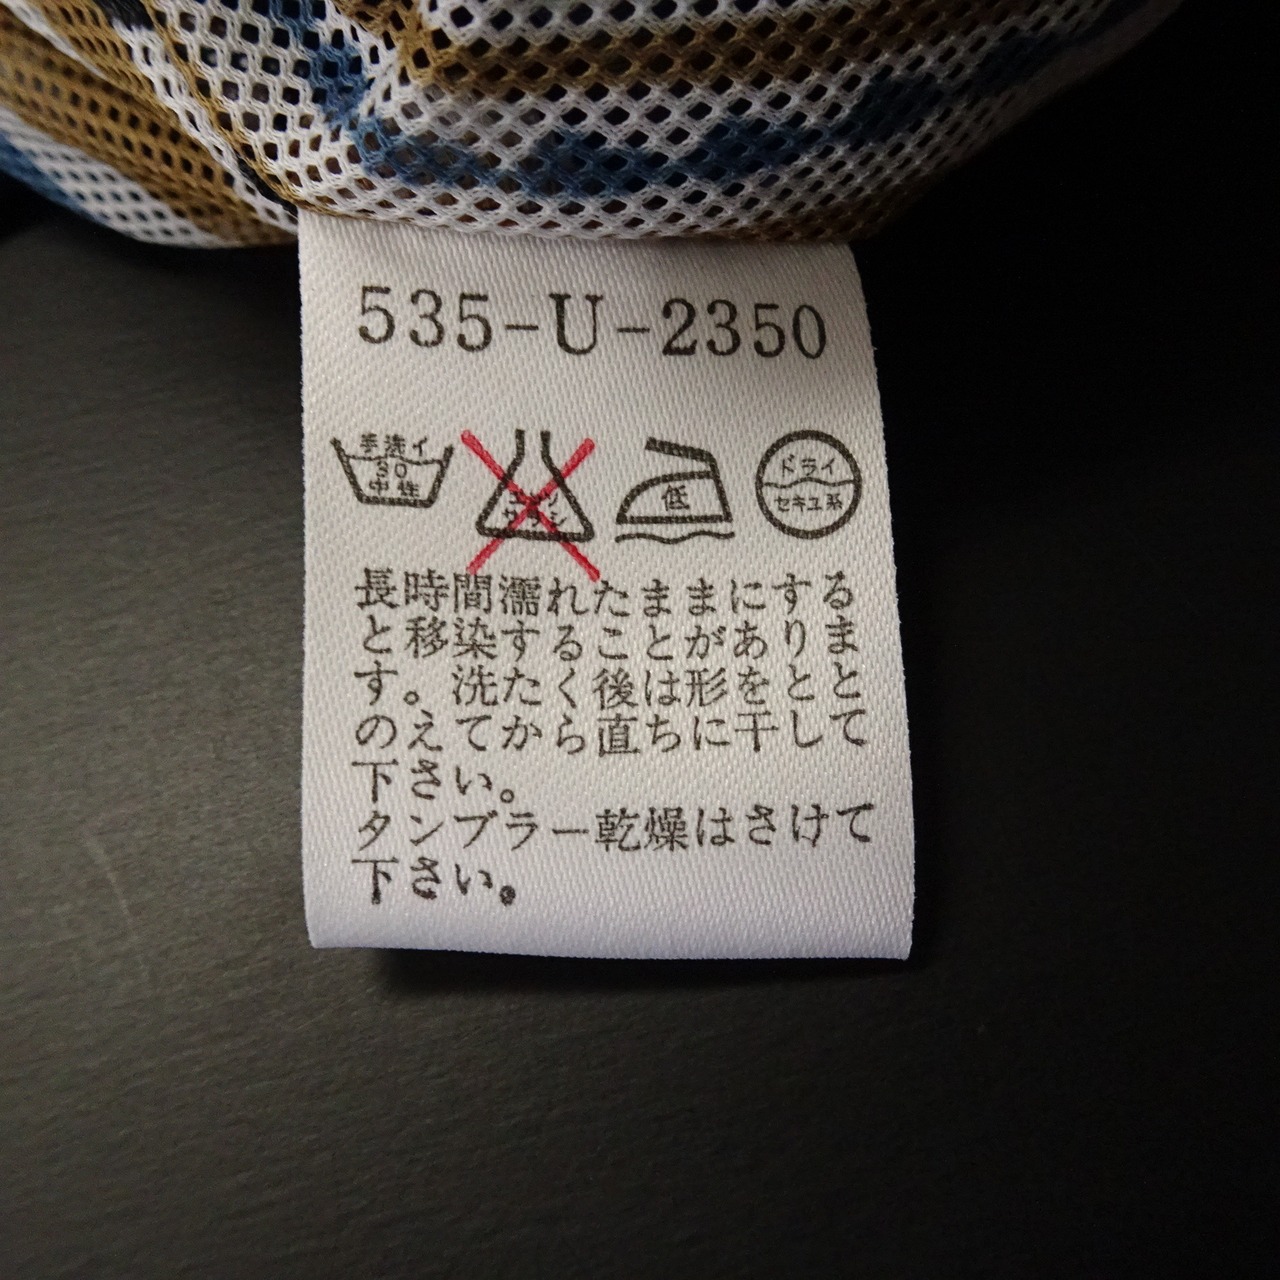 535-U-2350
手洗イ
30
中性
エンソ
サラシ
低
ドライ
セキユ系
長時間濡れたままにする
と移染することがありま
す。洗たく後は形をとと
のえてから直ちに干して
下さい。
タンブラー乾燥はさけて
下さい。